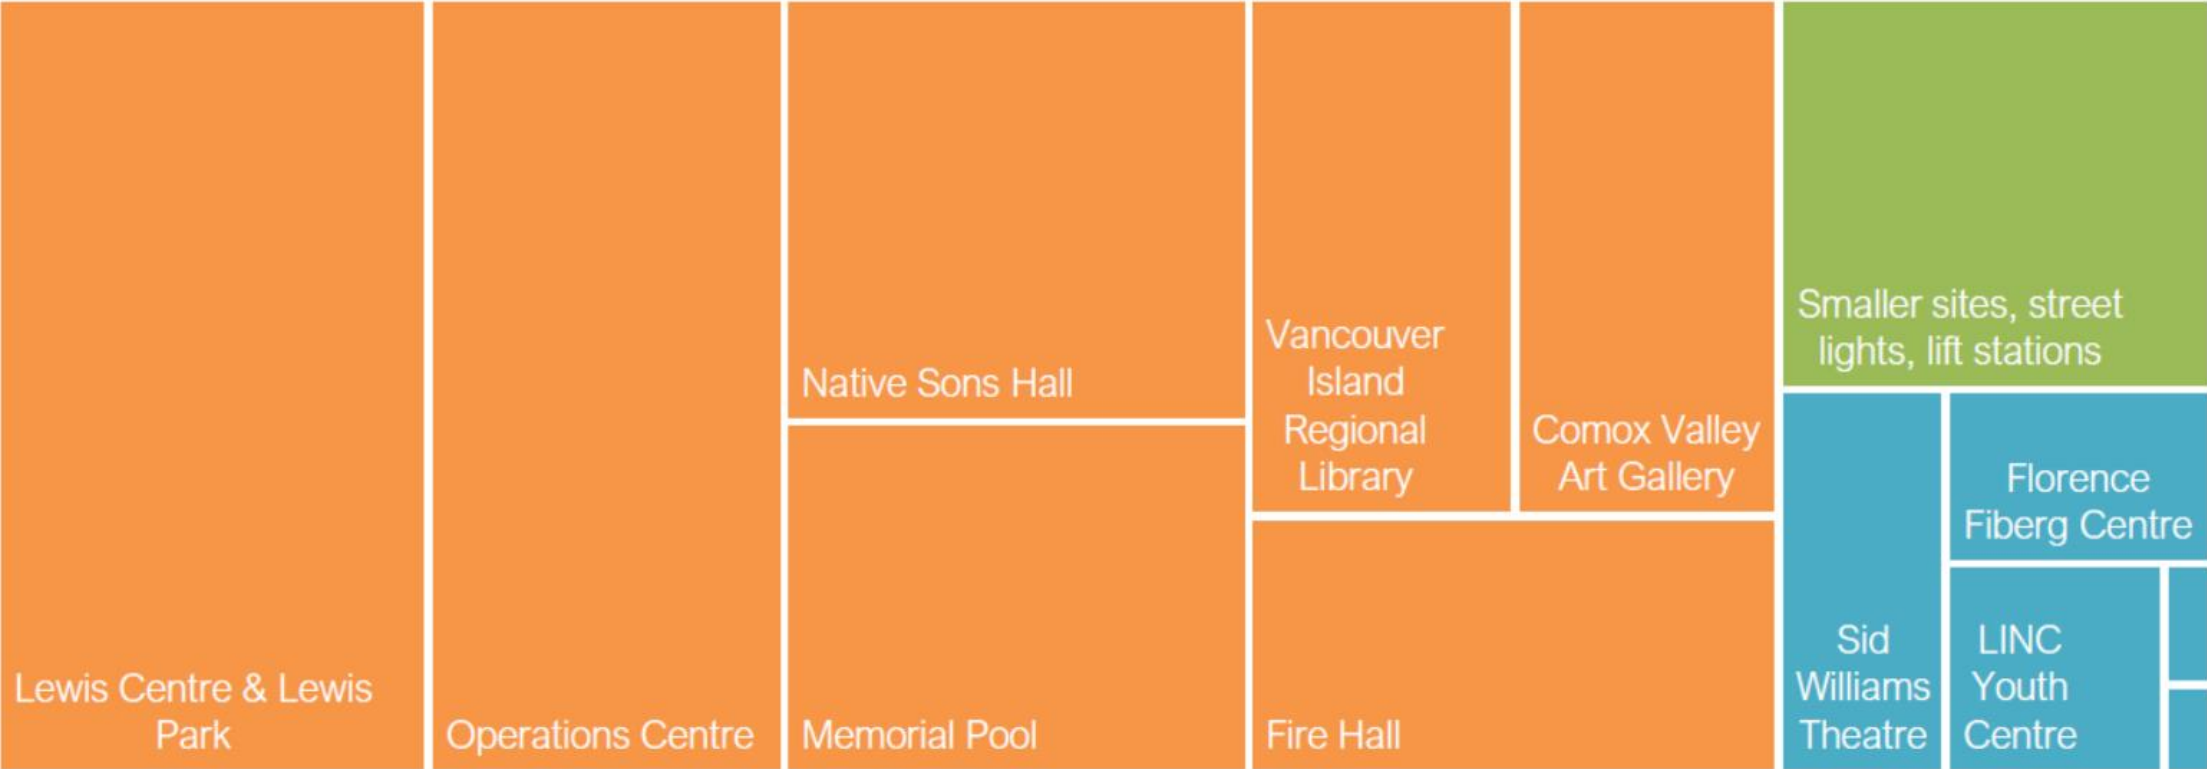 Lewis Centre & Lewis
Park
Operations Centre
Native Sons Hall
Memorial Pool
Vancouver
Island
Regional
Library
Comox Valley
Art Gallery
Fire Hall
Smaller sites, street
lights, lift stations
Sid
Williams
Theatre
Florence
Fiberg Centre
LINC
Youth
Centre